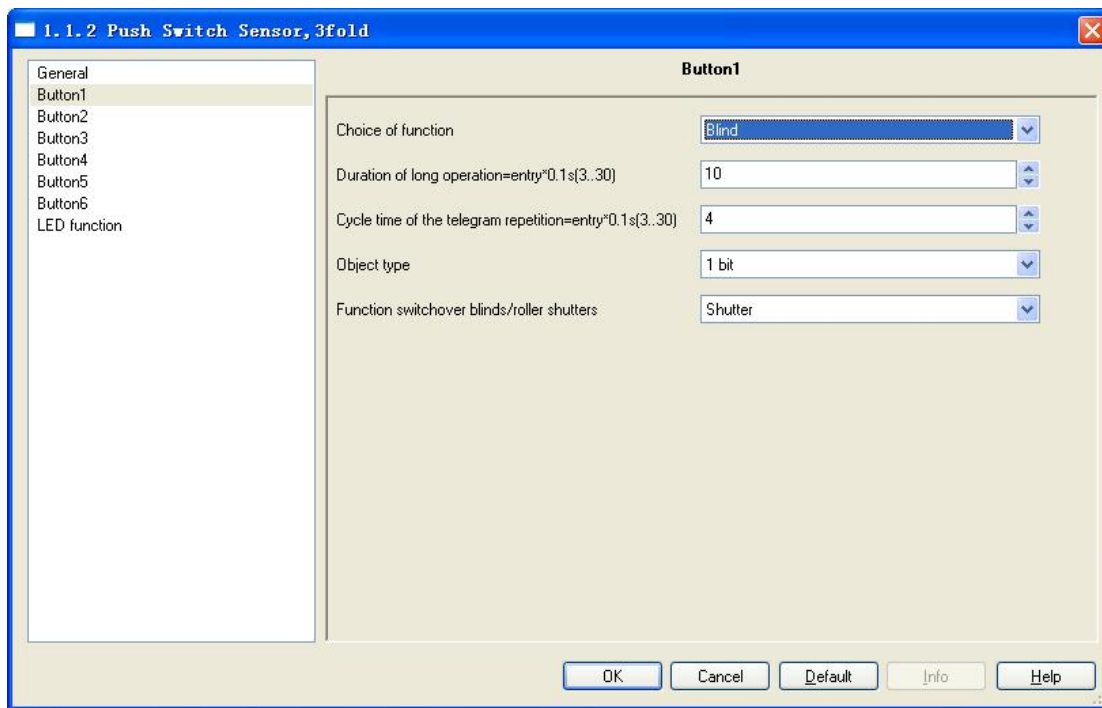 1.1.2 Push Switch Sensor,3fold
General
Button1
Button2
Button3
Button4
Button5
Button6
LED function
Button1
Choice of function Blind
Duration of long operation=entry*0.1s(3..30) 10
Cycle time of the telegram repetition=entry*0.1s(3..30) 4
Object type 1 bit
Function switchover blinds/roller shutters Shutter
OK Cancel Default Info Help